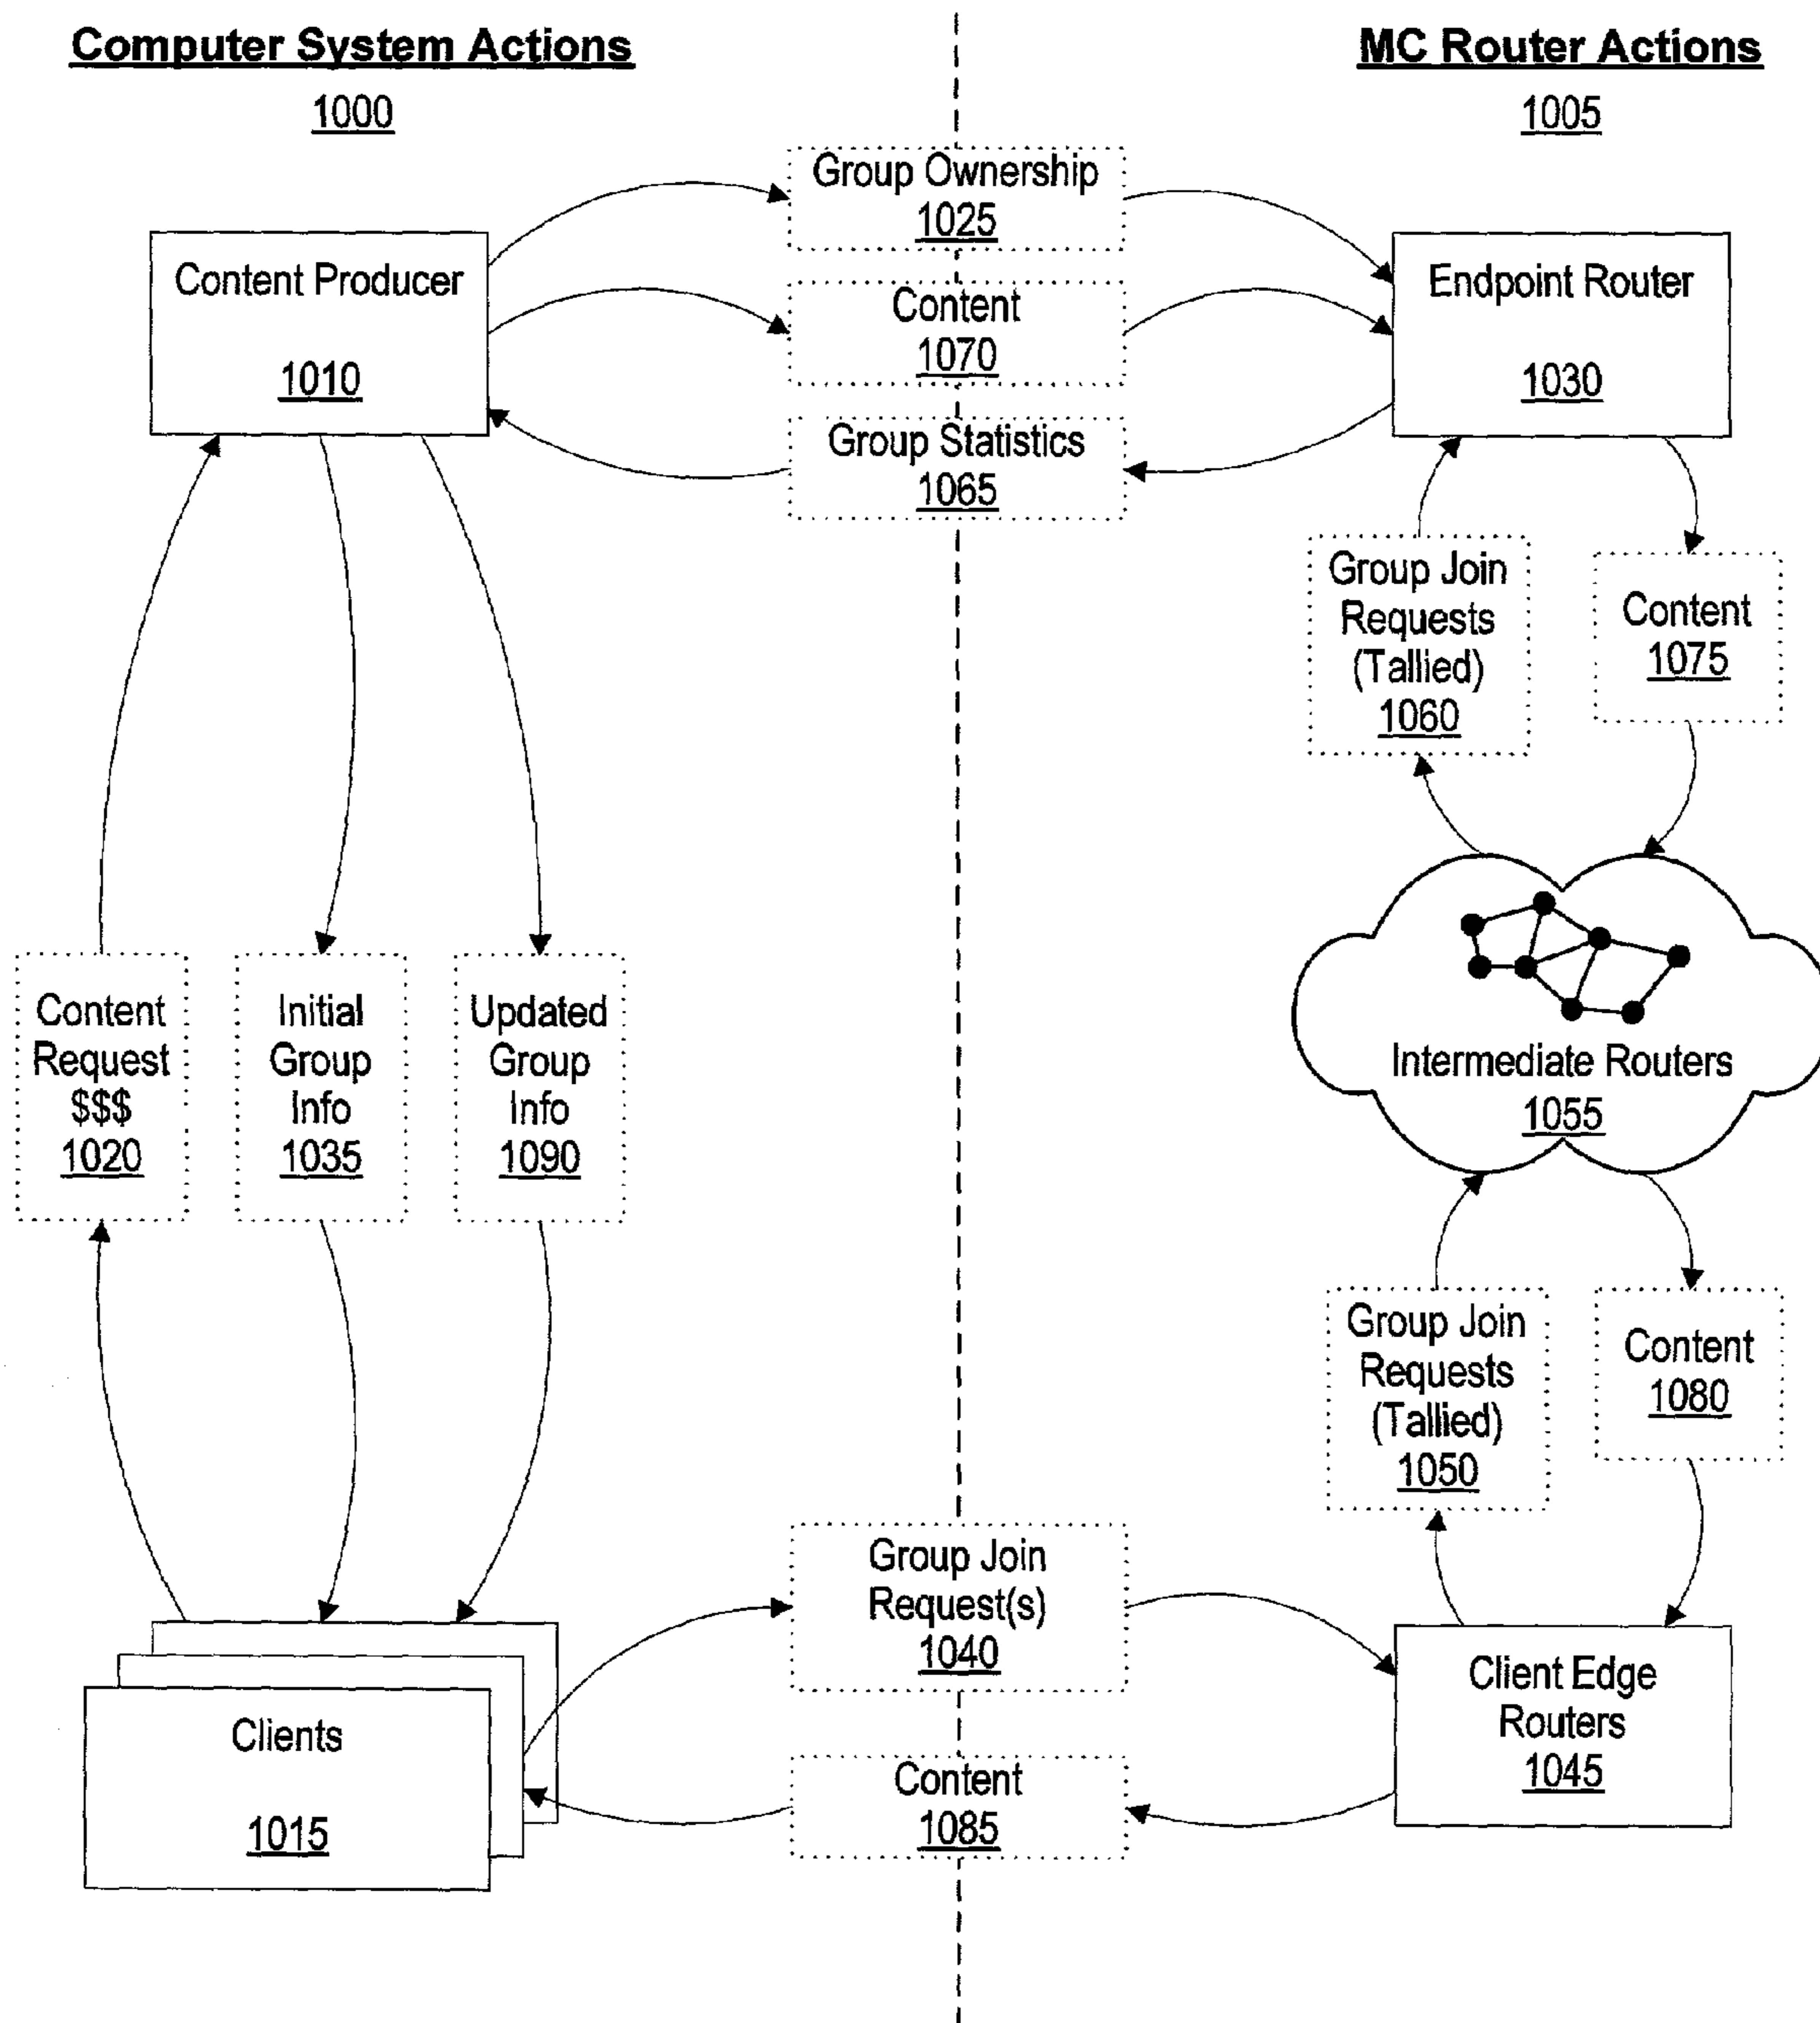 Computer System Actions
1000
MC Router Actions
1005
Group Ownership
1025
Content Producer
1010
Content
1070
Endpoint Router
1030
Group Statistics
1065
Group Join
Requests
(Tallied)
1060
Content
1075
Content
Request
$$$
1020
Initial
Group
Info
1035
Updated
Group
Info
1090
Intermediate Routers
1055
Group Join
Requests
(Tallied)
1050
Content
1080
Group Join
Request(s)
1040
Clients
1015
Content
1085
Client Edge
Routers
1045